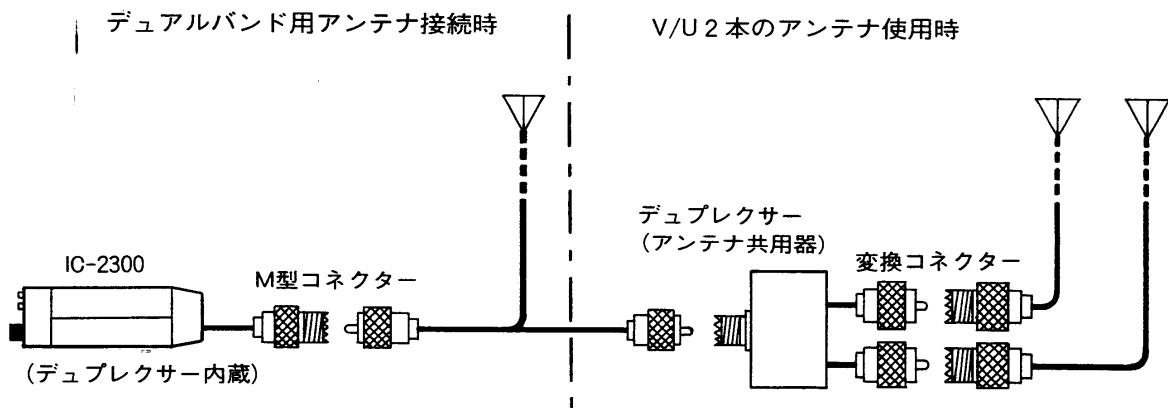 デュアルバンド用アンテナ接続時
V/U 2本のアンテナ使用時
デュプレクサー
(アンテナ共用器)
変換コネクター
IC-2300
M型コネクター
(デュプレクサー内蔵)